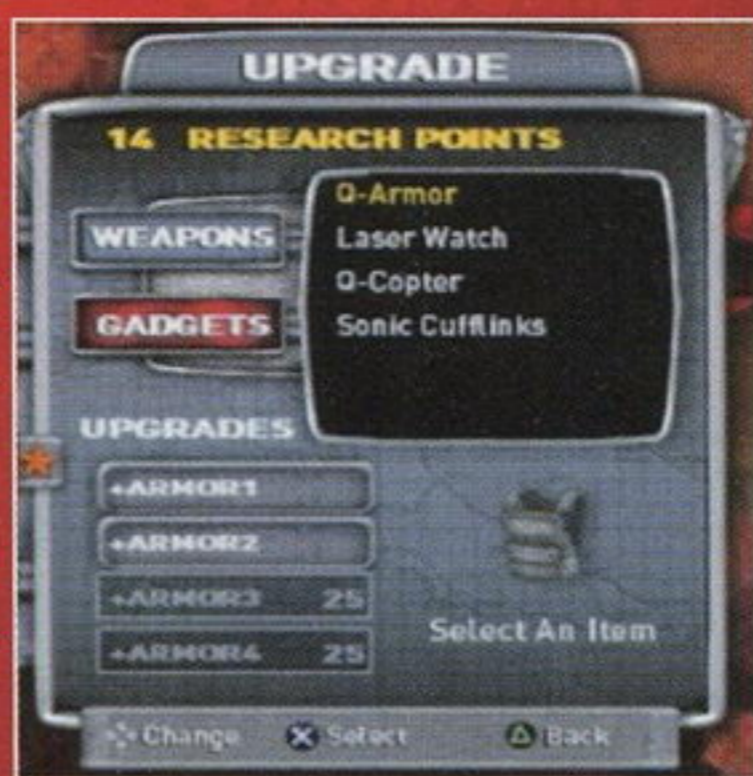 UPGRADE
14 RESEARCH POINTS
WEAPONS
GADGETS
Q-Armor
Laser Watch
Q-Copter
Sonic Cufflinks
UPGRADES
+ARMOR1
+ARMOR2
+ARMOR3 25
+ARMOR4 25
Select An Item
Change
Select
Back